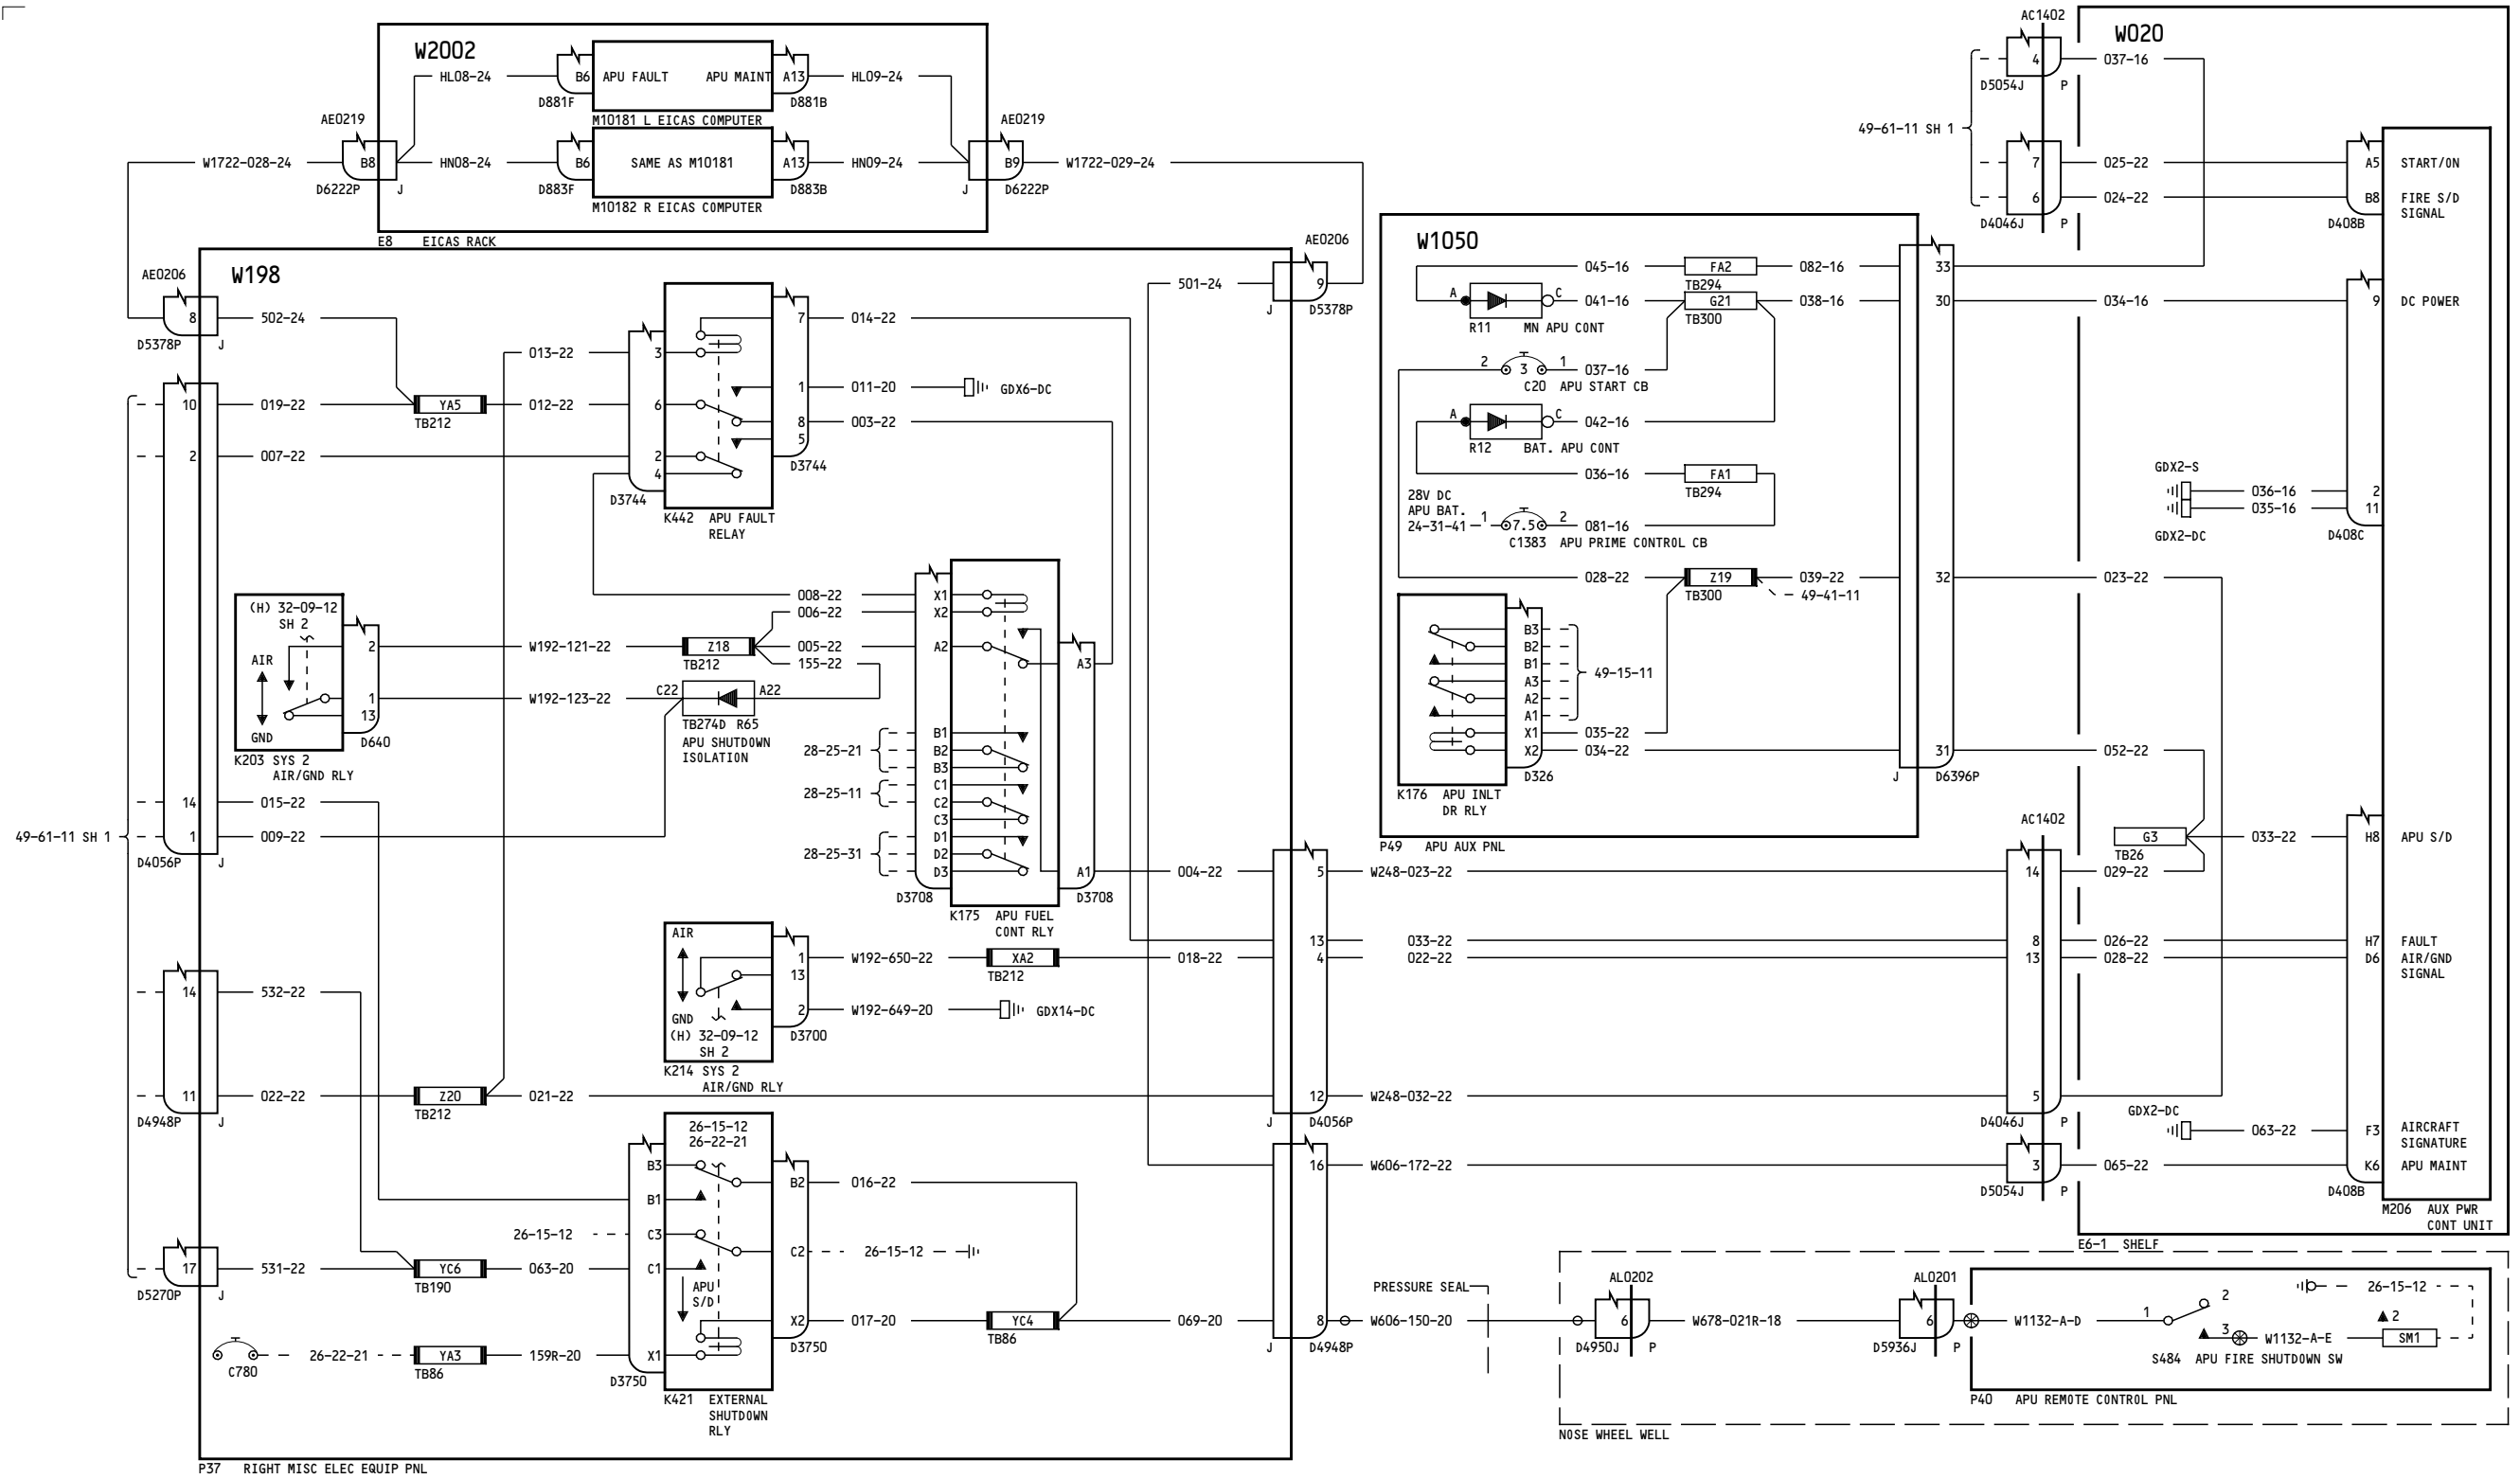 W2002
HL08-24
B6
APU FAULT
APU MAINT
A13
HL09-24
D881F
D881B
M10181 L EICAS COMPUTER
AE0219
AE0219
W1722-028-24
B8
HN08-24
B6
SAME AS M10181
A13
HN09-24
B9
W1722-029-24
D6222P
J
D883F
D883B
J
D6222P
M10182 R EICAS COMPUTER
E8 EICAS RACK
AC1402
W020
4
037-16
D5054J
P
49-61-11 SH 1
7
025-22
A5
START/ON
6
024-22
B8
FIRE S/D
SIGNAL
D4046J
P
D408B
W198
AE0206
8
502-24
D5378P
J
AE0206
501-24
9
J
D5378P
7
014-22
013-22
3
1
011-20
GDX6-DC
10
019-22
YA5
TB212
012-22
6
8
003-22
5
2
007-22
2
4
D3744
D3744
K442 APU FAULT
RELAY
W1050
045-16
FA2
TB294
082-16
33
A
C
041-16
G21
TB300
038-16
30
034-16
9
DC POWER
R11
MN APU CONT
2
3
1
037-16
C20 APU START CB
A
C
042-16
R12
BAT. APU CONT
036-16
FA1
TB294
28V DC
APU BAT.
24-31-41
1
7.5
2
081-16
C1383 APU PRIME CONTROL CB
GDX2-S
036-16
2
035-16
11
GDX2-DC
D408C
028-22
Z19
TB300
039-22
49-41-11
32
023-22
B3
B2
B1
A3
A2
A1
49-15-11
X1
035-22
X2
034-22
31
052-22
D326
J
D6396P
K176 APU INLT
DR RLY
P49 APU AUX PNL
(H) 32-09-12
SH 2
AIR
GND
2
1
13
D640
K203 SYS 2
AIR/GND RLY
W192-121-22
Z18
TB212
008-22
006-22
005-22
155-22
W192-123-22
C22
A22
TB274D R65
APU SHUTDOWN
ISOLATION
X1
X2
A2
A3
28-25-21
B1
B2
B3
28-25-11
C1
C2
C3
28-25-31
D1
D2
D3
A1
D3708
D3708
K175 APU FUEL
CONT RLY
14
015-22
49-61-11 SH 1
1
009-22
D4056P
J
004-22
5
W248-023-22
AC1402
14
029-22
G3
TB26
033-22
H8
APU S/D
13
033-22
8
026-22
H7
FAULT
AIR
GND
(H) 32-09-12
SH 2
1
13
2
D3700
K214 SYS 2
AIR/GND RLY
W192-650-22
XA2
TB212
018-22
4
022-22
13
028-22
D6
AIR/GND
SIGNAL
W192-649-20
GDX14-DC
14
532-22
11
022-22
Z20
TB212
021-22
12
W248-032-22
5
D4948P
J
J
D4056P
D4046J
P
GDX2-DC
063-22
F3
AIRCRAFT
SIGNATURE
26-15-12
26-22-21
B3
B1
B2
016-22
16
W606-172-22
3
065-22
K6
APU MAINT
D5054J
P
D408B
M206 AUX PWR
CONT UNIT
E6-1 SHELF
26-15-12
C3
C2
26-15-12
17
531-22
YC6
TB190
063-20
C1
APU
S/D
D5270P
J
X2
017-20
YC4
TB86
069-20
8
W606-150-20
J
D4948P
D3750
C780
26-22-21
YA3
TB86
159R-20
X1
D3750
K421 EXTERNAL
SHUTDOWN
RLY
PRESSURE SEAL
AL0202
6
D4950J
P
W678-021R-18
AL0201
6
D5936J
P
W1132-A-D
1
2
3
26-15-12
2
W1132-A-E
SM1
S484 APU FIRE SHUTDOWN SW
P40 APU REMOTE CONTROL PNL
NOSE WHEEL WELL
P37 RIGHT MISC ELEC EQUIP PNL